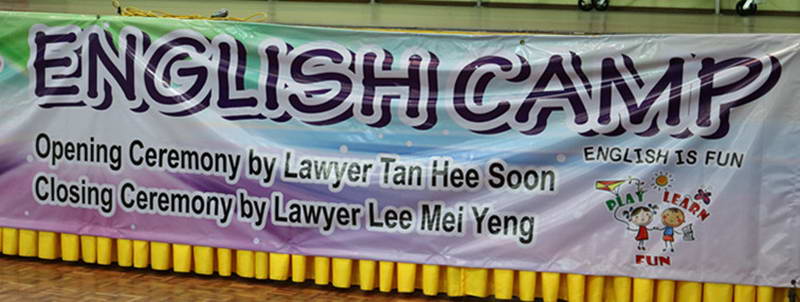 ENGLISH CAMP
Opening Ceremony by Lawyer Tan Hee Soon
Closing Ceremony by Lawyer Lee Mei Yeng
ENGLISH IS FUN
PLAY LEARN
FUN